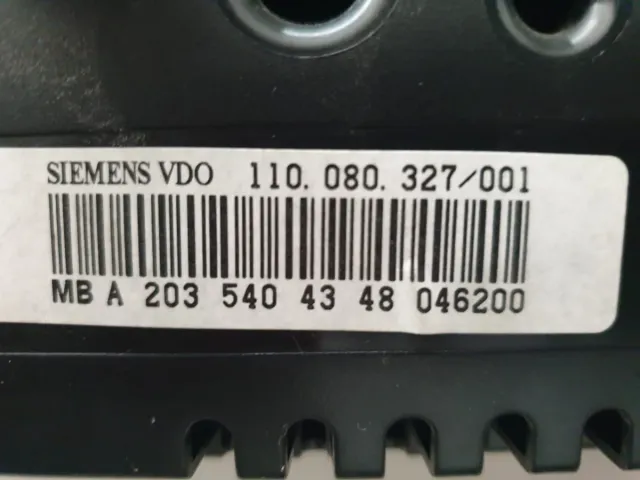 SIEMENS VDO 110.080.327/001
MB A 203 540 43 48 046200